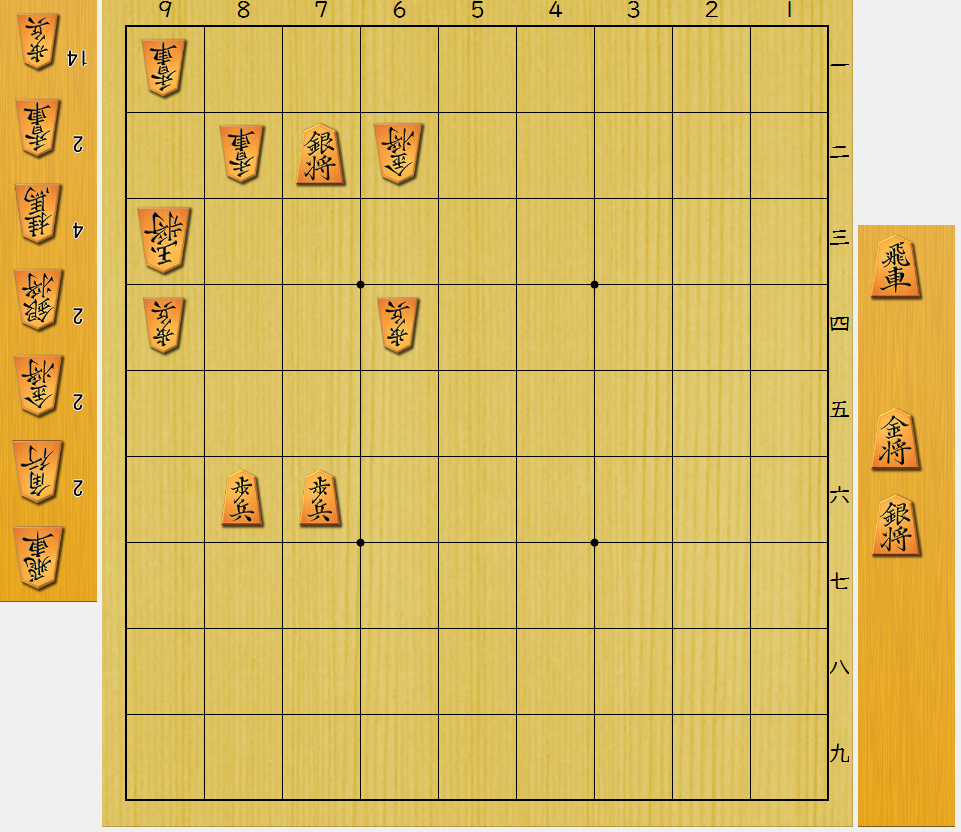 9 8 7 6 5 4 3 2 1
一
二
三
四
五
六
七
八
九
歩兵 14
香車 2
桂馬 4
銀将 2
金将 2
角行 2
飛車
香車
香車 銀将 金将
玉将
歩兵 歩兵
歩兵 歩兵
飛車
金将
銀将